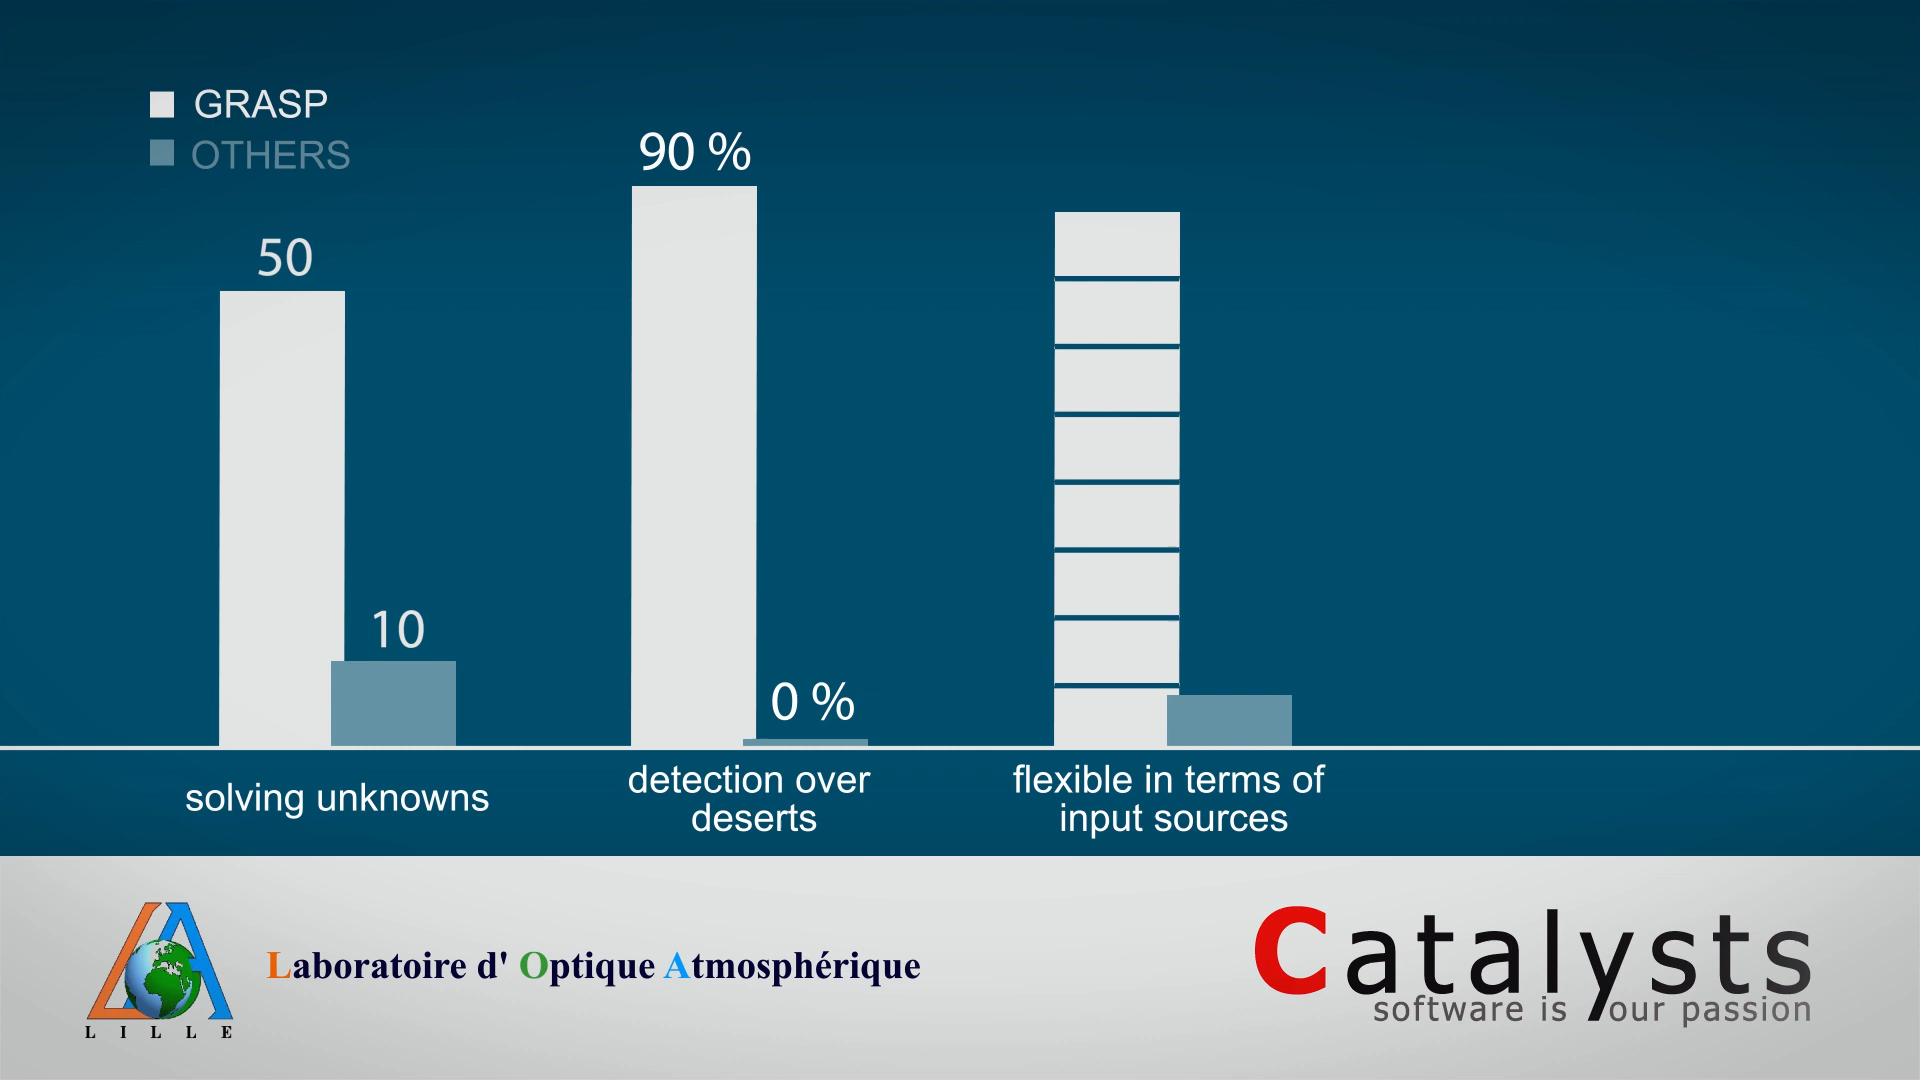 GRASP
OTHERS
50
10
90 %
0 %
solving unknowns
detection over
deserts
flexible in terms of
input sources
LILLE
Laboratoire d' Optique Atmosphérique
Catalysts
software is your passion